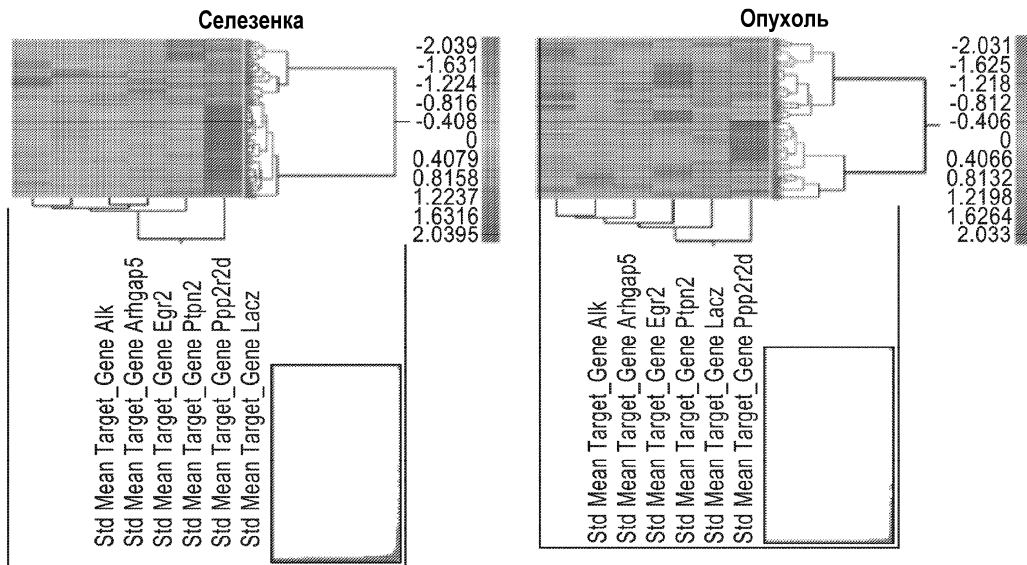 Селезенка
-2.039
-1.631
-1.224
-0.816
-0.408
0
0.4079
0.8158
1.2237
1.6316
2.0395
Std Mean Target_Gene Alk
Std Mean Target_Gene Arhgap5
Std Mean Target_Gene Egr2
Std Mean Target_Gene Ptpn2
Std Mean Target_Gene Ppp2r2d
Std Mean Target_Gene Lacz
Опухоль
-2.031
-1.625
-1.218
-0.812
-0.406
0
0.4066
0.8132
1.2198
1.6264
2.033
Std Mean Target_Gene Alk
Std Mean Target_Gene Arhgap5
Std Mean Target_Gene Egr2
Std Mean Target_Gene Ptpn2
Std Mean Target_Gene Lacz
Std Mean Target_Gene Ppp2r2d